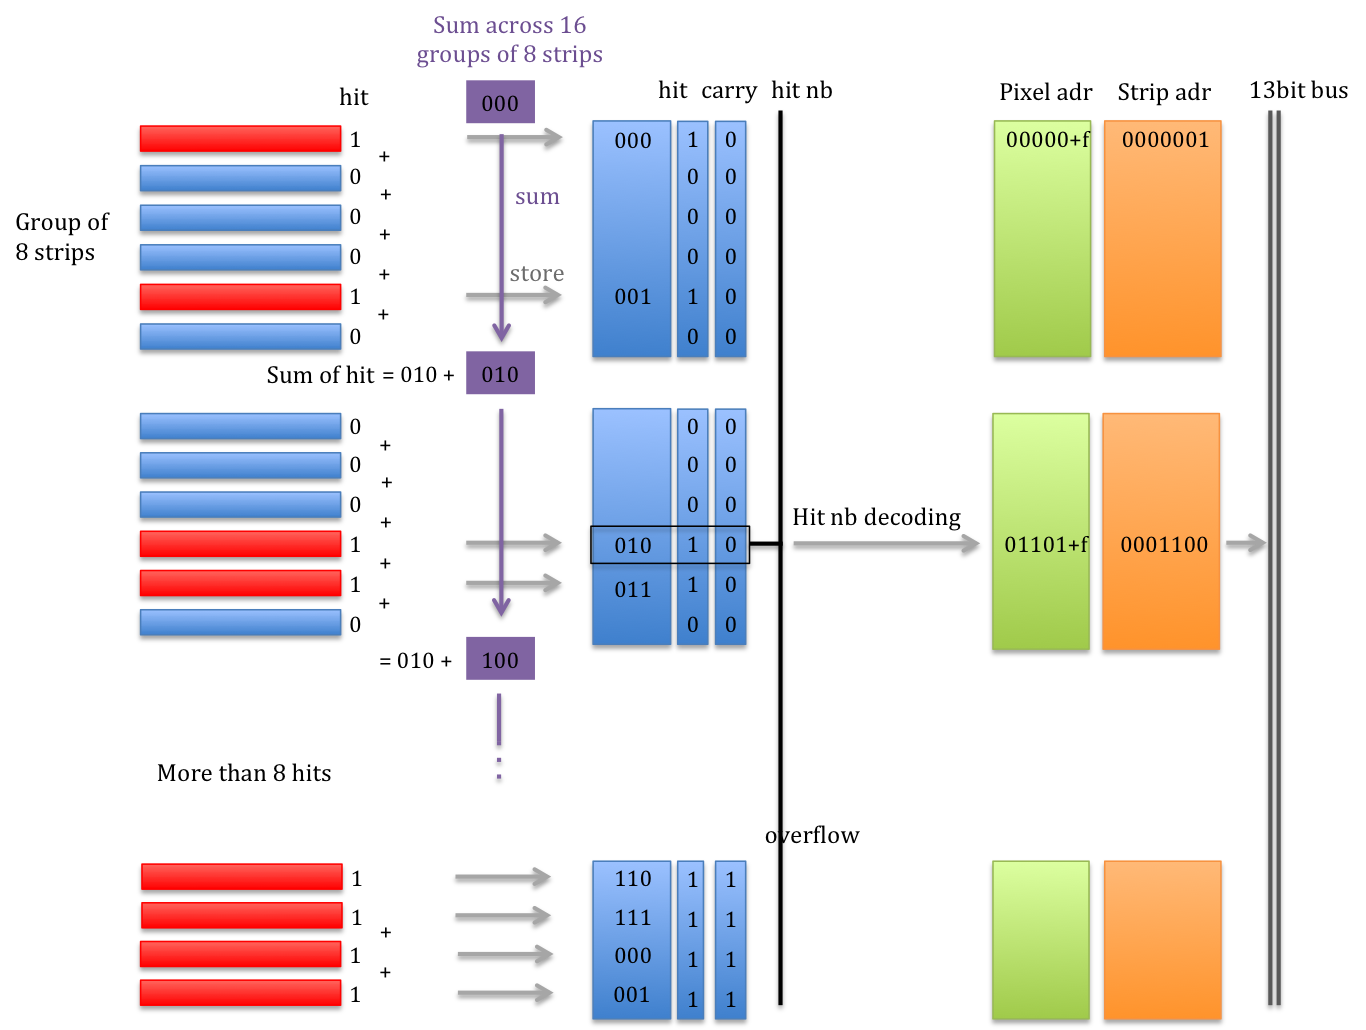 Sum across 16
groups of 8 strips
hit
000
hit carry hit nb
Pixel adr Strip adr 13bit bus
1
+
000 1 0
00000+f 0000001
0
+
0 0
sum
Group of
8 strips
0
+
0 0
0
+
0 0
store
1
+
001 1 0
0
0 0
Sum of hit = 010 + 010
0
+
0 0
0
+
0 0
0
+
0 0
Hit nb decoding
1
+
010 1 0
01101+f 0001100
1
+
011 1 0
0
0 0
= 010 + 100
More than 8 hits
overflow
1
110 1 1
1
+
111 1 1
1
+
000 1 1
1
001 1 1